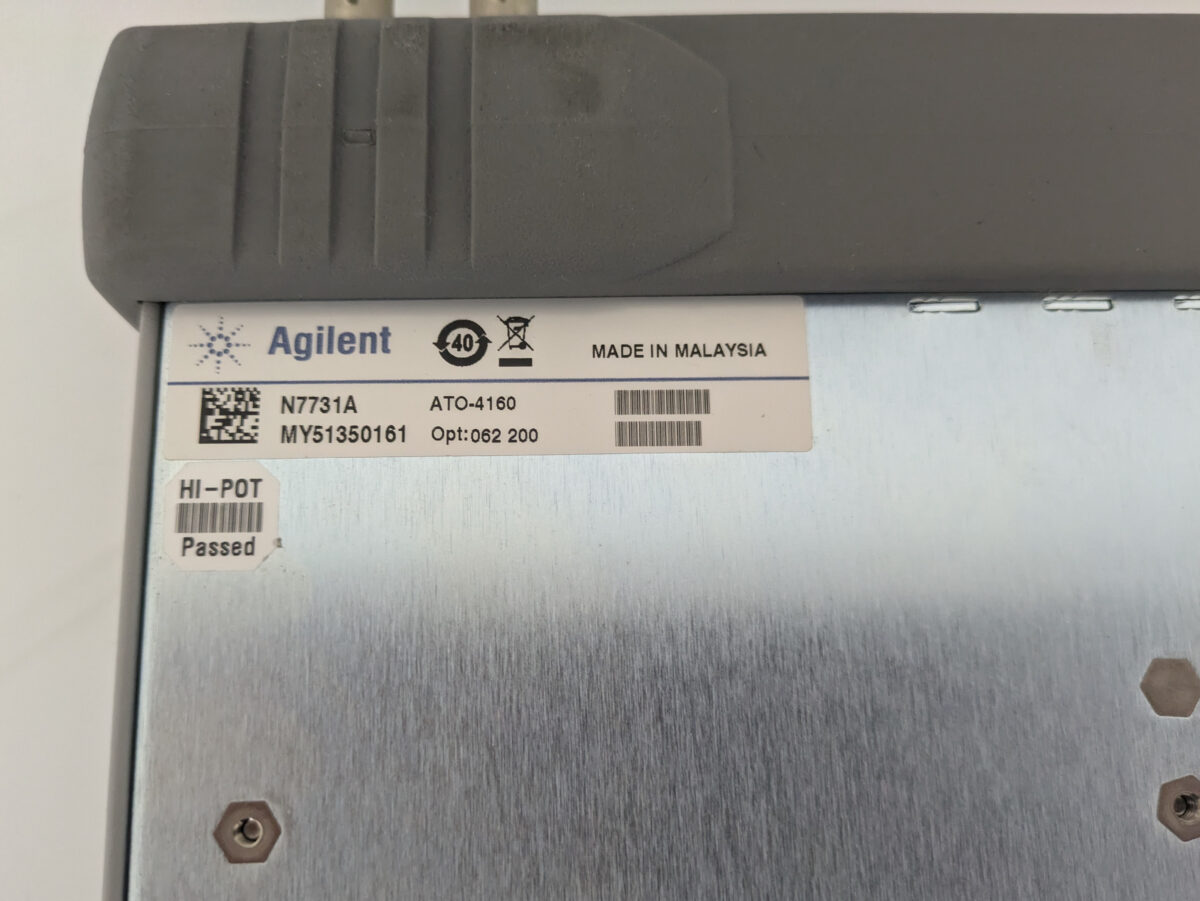 Agilent
40
MADE IN MALAYSIA
N7731A
ATO-4160
MY51350161
Opt: 062 200
HI-POT
Passed